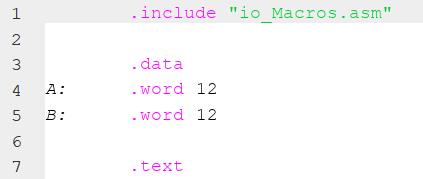 1 .include "io_Macros.asm"
2
3 .data
4 A: .word 12
5 B: .word 12
6
7 .text